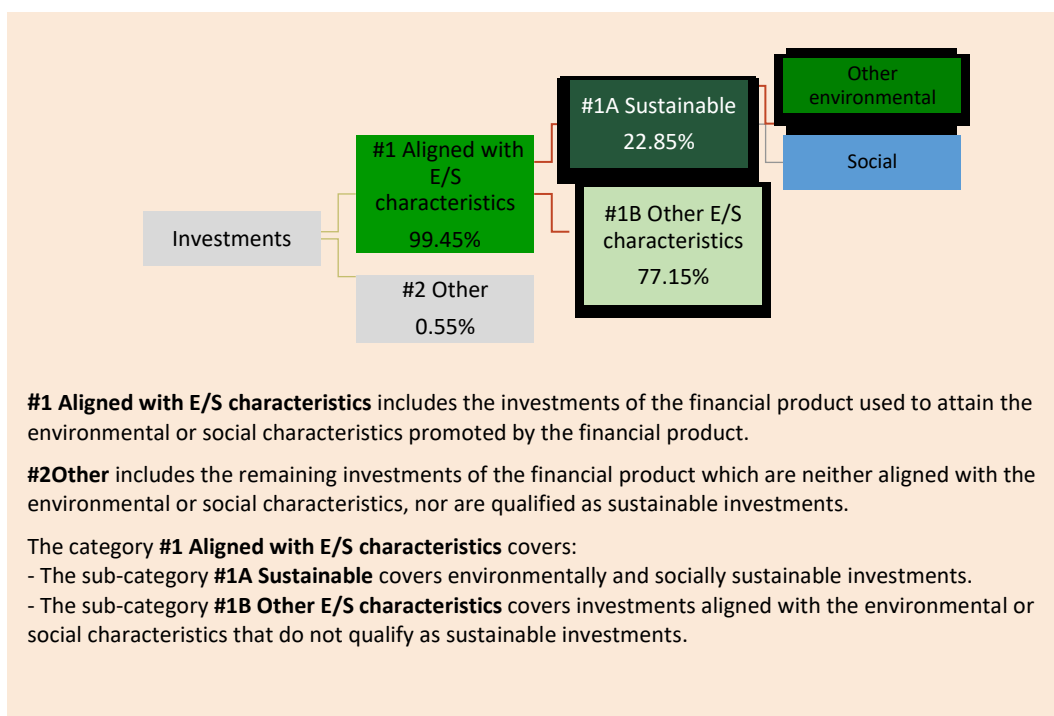 Other
environmental
#1A Sustainable
22.85%
Social
#1 Aligned with
E/S
characteristics
99.45%
#1B Other E/S
characteristics
77.15%
Investments
#2 Other
0.55%
#1 Aligned with E/S characteristics includes the investments of the financial product used to attain the
environmental or social characteristics promoted by the financial product.
#2Other includes the remaining investments of the financial product which are neither aligned with the
environmental or social characteristics, nor are qualified as sustainable investments.
The category #1 Aligned with E/S characteristics covers:
- The sub-category #1A Sustainable covers environmentally and socially sustainable investments.
- The sub-category #1B Other E/S characteristics covers investments aligned with the environmental or
social characteristics that do not qualify as sustainable investments.